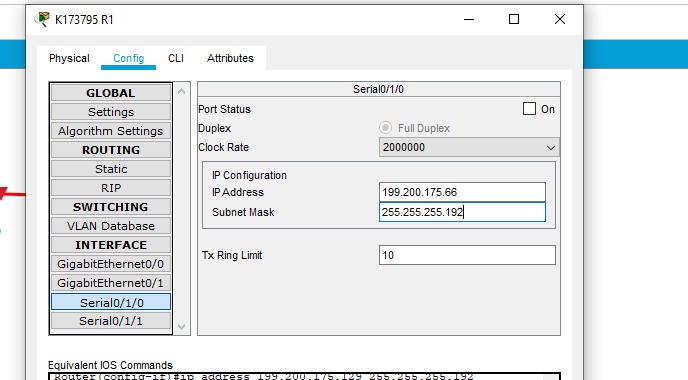 K173795 R1
Physical Config CLI Attributes
GLOBAL
Settings
Algorithm Settings
ROUTING
Static
RIP
SWITCHING
VLAN Database
INTERFACE
GigabitEthernet0/0
GigabitEthernet0/1
Serial0/1/0
Serial0/1/1
Serial0/1/0
Port Status On
Duplex Full Duplex
Clock Rate 2000000
IP Configuration
IP Address 199.200.175.66
Subnet Mask 255.255.255.192
Tx Ring Limit 10
Equivalent IOS Commands
Router(config-if)#ip address 199.200.175.129 255.255.255.192